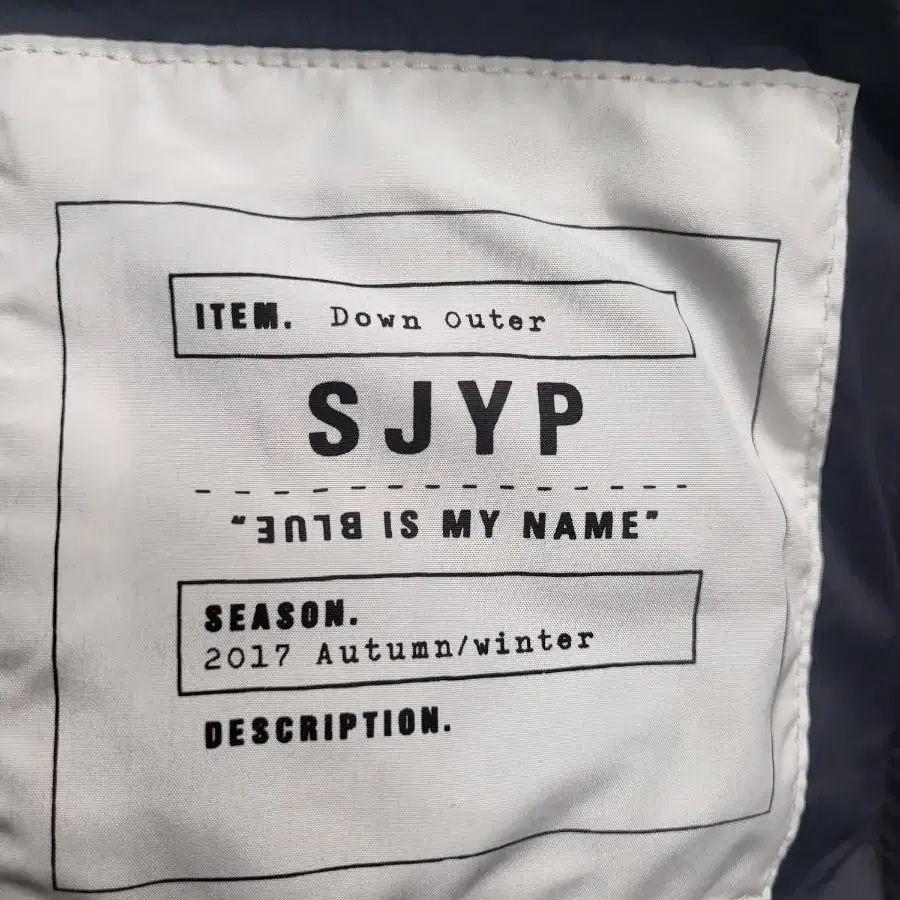 ITEM. Down outer
SJYP
"BLUE IS MY NAME"
SEASON.
2017 Autumn/winter
DESCRIPTION.